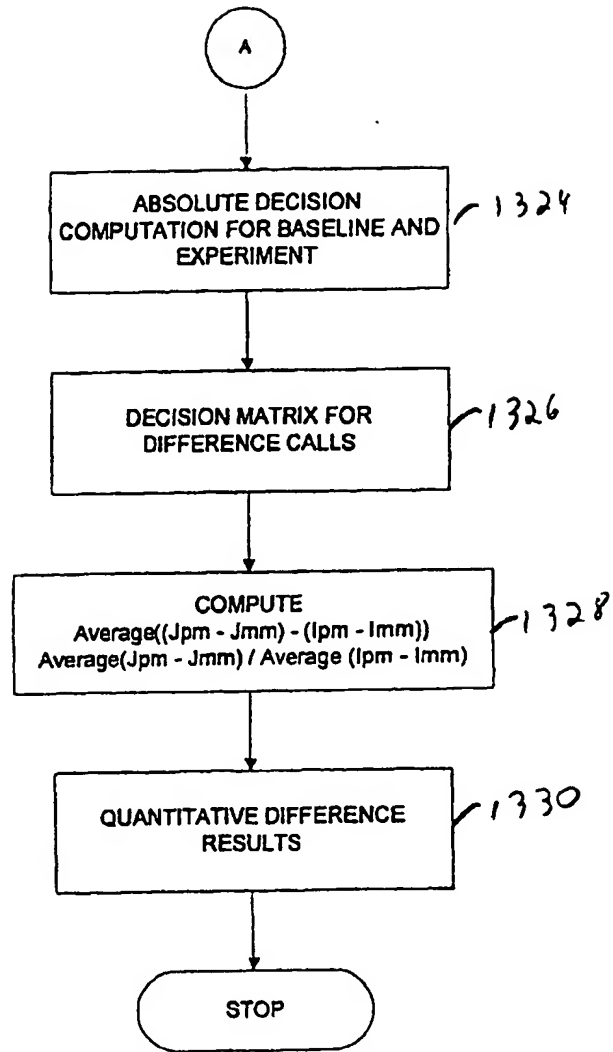 A
ABSOLUTE DECISION
COMPUTATION FOR BASELINE AND
EXPERIMENT
1324
DECISION MATRIX FOR
DIFFERENCE CALLS
1326
COMPUTE
Average((Jpm - Jmm) - (Ipm - Imm))
Average(Jpm - Jmm) / Average (Ipm - Imm)
1328
QUANTITATIVE DIFFERENCE
RESULTS
1330
STOP